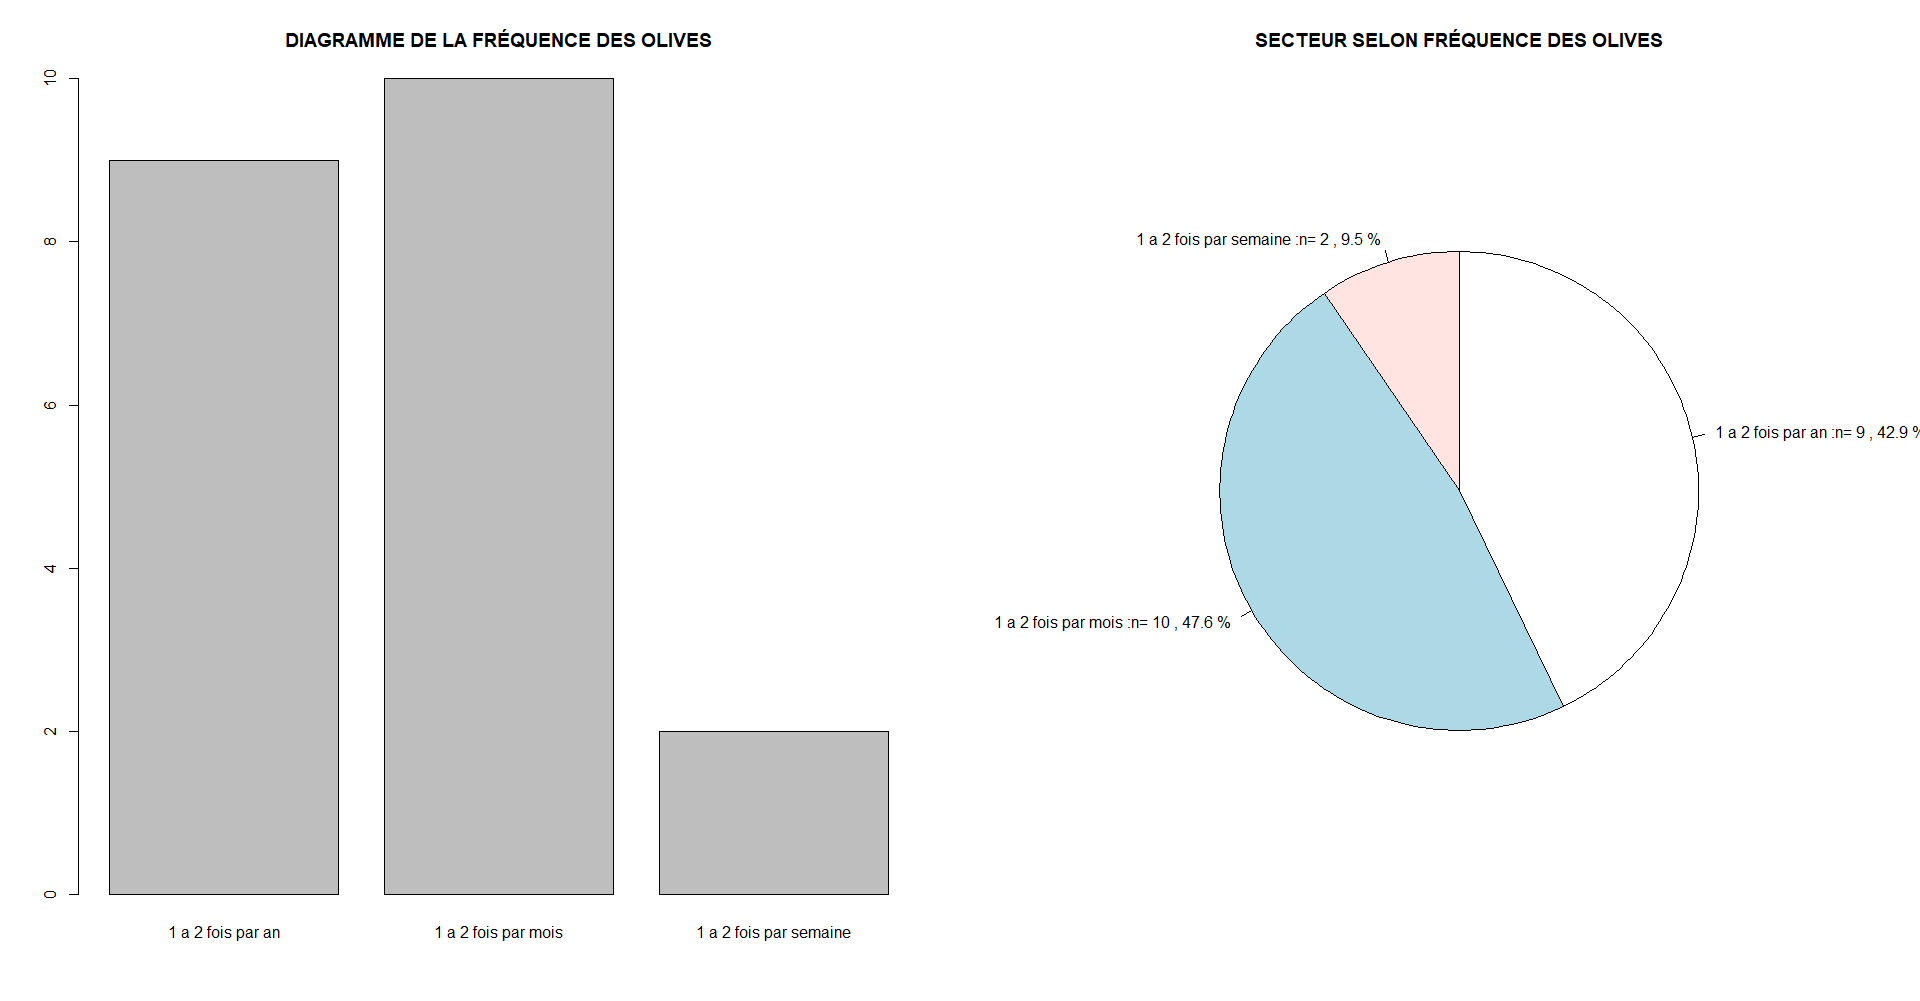 DIAGRAMME DE LA FRÉQUENCE DES OLIVES
10
8
6
4
2
0
1 a 2 fois par an
1 a 2 fois par mois
1 a 2 fois par semaine
SECTEUR SELON FRÉQUENCE DES OLIVES
1 a 2 fois par semaine :n= 2 , 9.5 %
1 a 2 fois par an :n= 9 , 42.9 %
1 a 2 fois par mois :n= 10 , 47.6 %